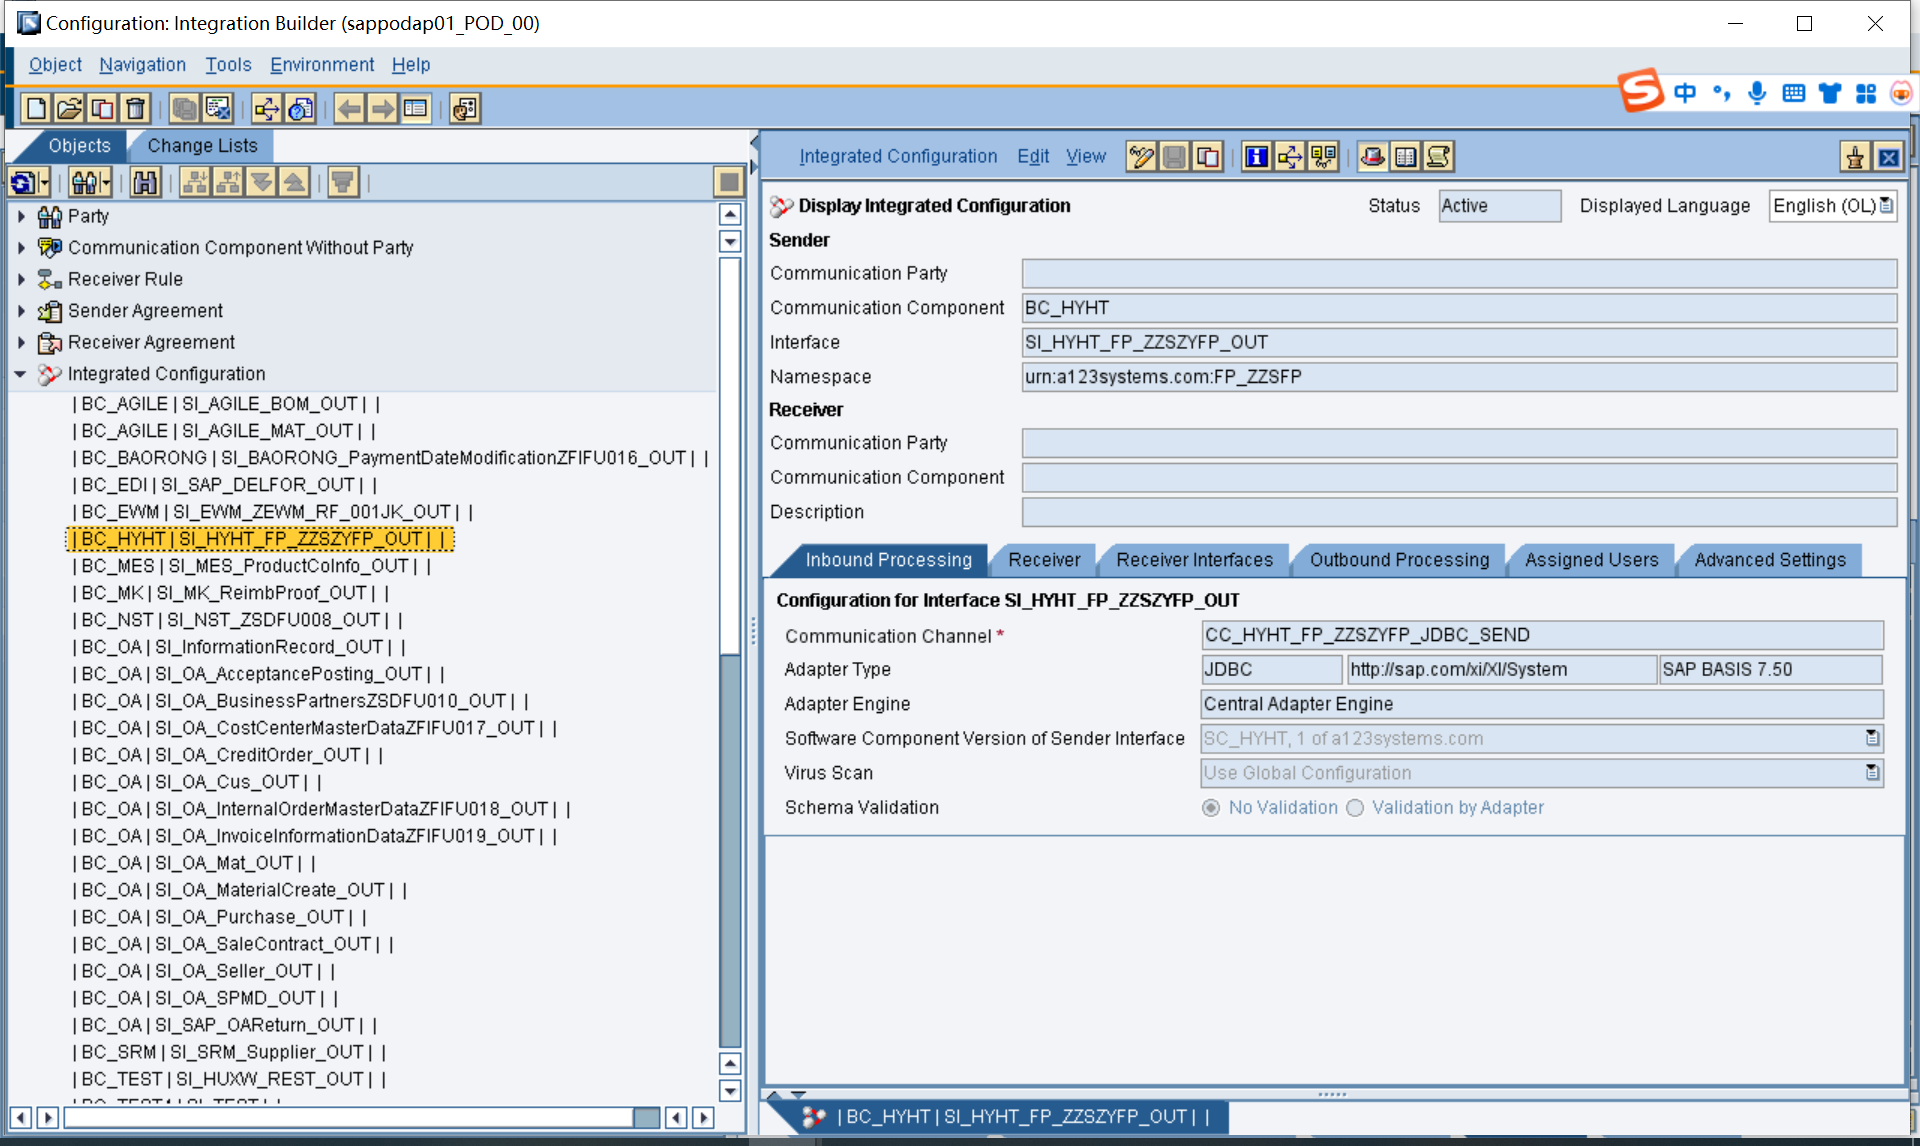 Configuration: Integration Builder (sappodap01_POD_00)
Object Navigation Tools Environment Help
中
Objects Change Lists
Party
Communication Component Without Party
Receiver Rule
Sender Agreement
Receiver Agreement
Integrated Configuration
| BC_AGILE | SI_AGILE_BOM_OUT | |
| BC_AGILE | SI_AGILE_MAT_OUT | |
| BC_BAORONG | SI_BAORONG_PaymentDateModificationZFIFU016_OUT | |
| BC_EDI | SI_SAP_DELFOR_OUT | |
| BC_EWM | SI_EWM_ZEWM_RF_001JK_OUT | |
| BC_HYHT | SI_HYHT_FP_ZZSZYFP_OUT | |
| BC_MES | SI_MES_ProductCoInfo_OUT | |
| BC_MK | SI_MK_ReimbProof_OUT | |
| BC_NST | SI_NST_ZSDFU008_OUT | |
| BC_OA | SI_InformationRecord_OUT | |
| BC_OA | SI_OA_AcceptancePosting_OUT | |
| BC_OA | SI_OA_BusinessPartnersZSDFU010_OUT | |
| BC_OA | SI_OA_CostCenterMasterDataZFIFU017_OUT | |
| BC_OA | SI_OA_CreditOrder_OUT | |
| BC_OA | SI_OA_Cus_OUT | |
| BC_OA | SI_OA_InternalOrderMasterDataZFIFU018_OUT | |
| BC_OA | SI_OA_InvoiceInformationDataZFIFU019_OUT | |
| BC_OA | SI_OA_Mat_OUT | |
| BC_OA | SI_OA_MaterialCreate_OUT | |
| BC_OA | SI_OA_Purchase_OUT | |
| BC_OA | SI_OA_SaleContract_OUT | |
| BC_OA | SI_OA_Seller_OUT | |
| BC_OA | SI_OA_SPMD_OUT | |
| BC_OA | SI_SAP_OAReturn_OUT | |
| BC_SRM | SI_SRM_Supplier_OUT | |
| BC_TEST | SI_HUXW_REST_OUT | |
Integrated Configuration Edit View
Display Integrated Configuration Status Active Displayed Language English (OL)
Sender
Communication Party
Communication Component BC_HYHT
Interface SI_HYHT_FP_ZZSZYFP_OUT
Namespace urn:a123systems.com:FP_ZZSFP
Receiver
Communication Party
Communication Component
Description
Inbound Processing Receiver Receiver Interfaces Outbound Processing Assigned Users Advanced Settings
Configuration for Interface SI_HYHT_FP_ZZSZYFP_OUT
Communication Channel * CC_HYHT_FP_ZZSZYFP_JDBC_SEND
Adapter Type JDBC http://sap.com/xi/XI/System SAP BASIS 7.50
Adapter Engine Central Adapter Engine
Software Component Version of Sender Interface SC_HYHT, 1 of a123systems.com
Virus Scan Use Global Configuration
Schema Validation No Validation Validation by Adapter
| BC_HYHT | SI_HYHT_FP_ZZSZYFP_OUT | |